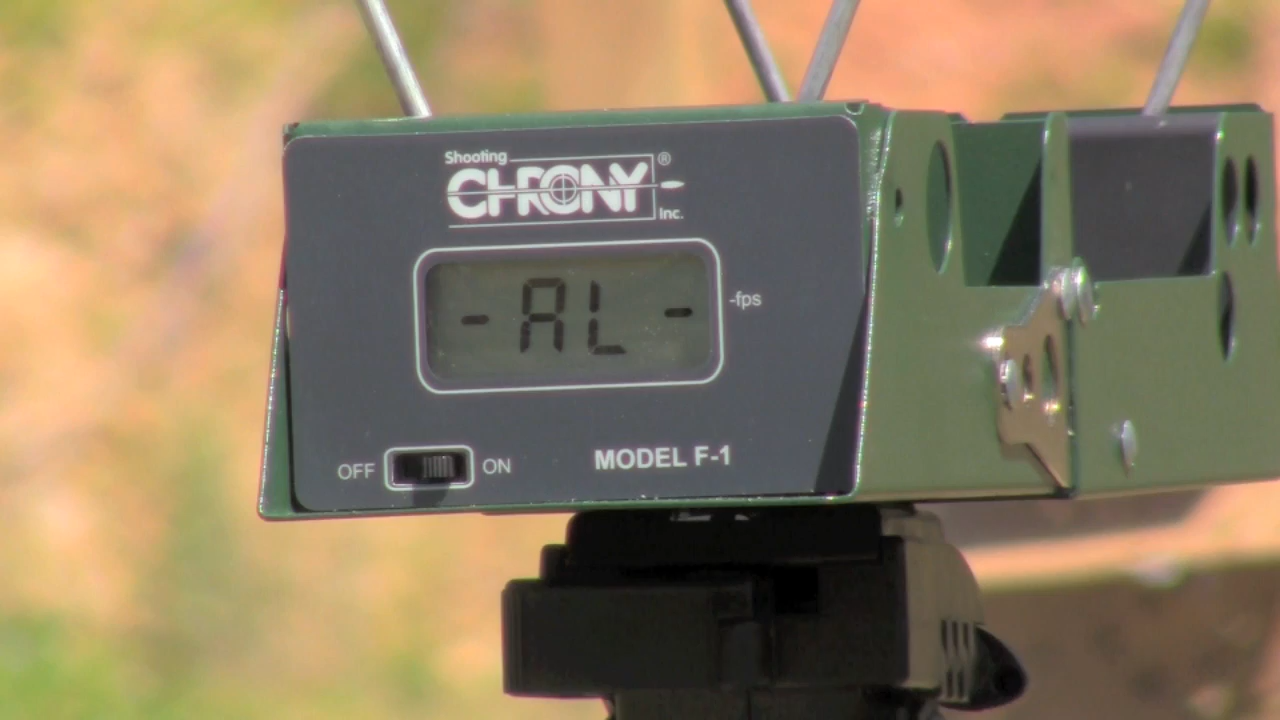 Shooting
CHRONY ®
Inc.
- AL -
-fps
OFF ON
MODEL F-1